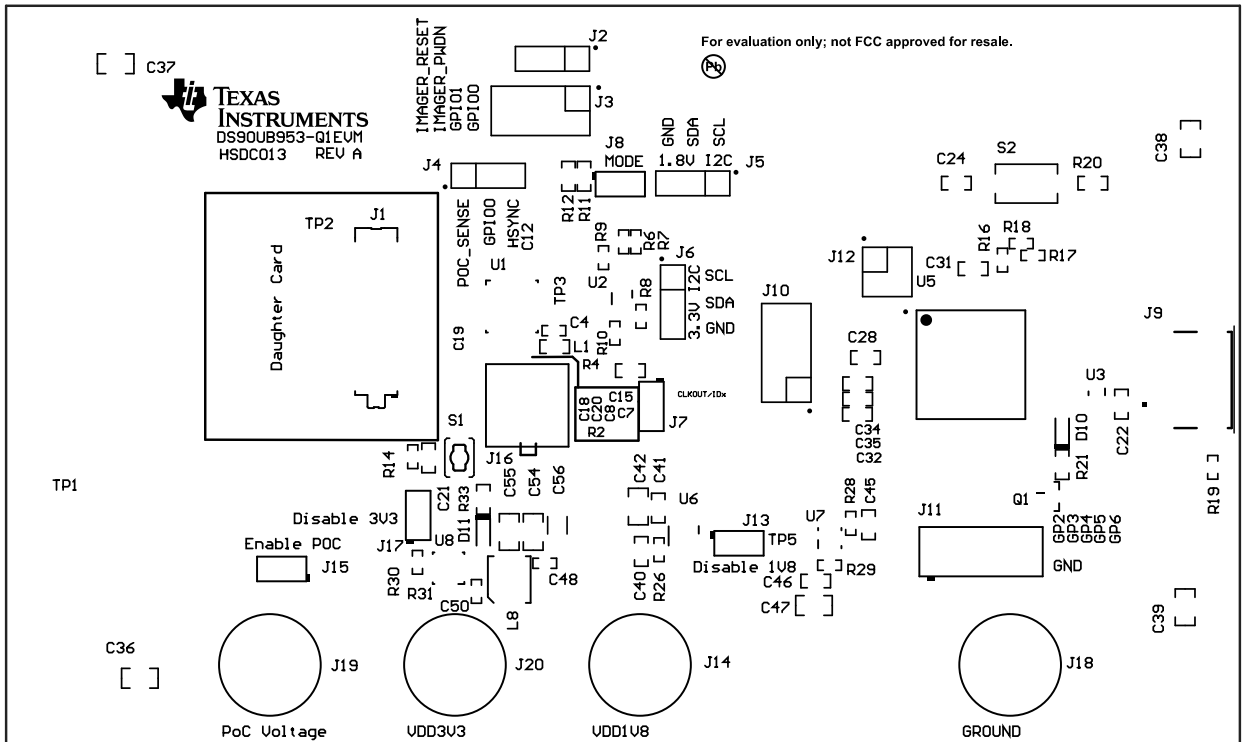 For evaluation only; not FCC approved for resale.
Pb
C37
TEXAS
INSTRUMENTS
DS90UB953-Q1EVM
HSDC013 REV A
IMAGER_RESET
IMAGER_PWDN
GPIO1
GPIO0
J2
J3
J8
MODE
GND
SDA
SCL
1.8V I2C
J5
J4
R12
R11
C24
S2
R20
C38
TP2
J1
Daughter Card
POC_SENSE
GPIO0
HSYNC
C12
R9
R6
R7
J6
U1
TP3
U2
R8
3.3V I2C
SCL
SDA
GND
J10
J12
U5
C31
R16
R18
R17
J9
C19
C4
L1
R10
R4
C28
C18
C20
C8
C15
C7
R2
CLKOUT/IDx
J7
C34
C35
C32
U3
D10
C22
S1
R14
J16
C21
R33
C55
C54
C56
C42
C41
R21
R19
TP1
Disable 3V3
J17
D11
U8
U6
J13
TP5
Disable 1V8
U7
R28
C45
J11
Q1
GP2
GP3
GP4
GP5
GP6
GND
Enable POC
J15
R30
R31
C50
L8
C48
C40
R26
R29
C46
C47
C39
C36
J19
J20
J14
J18
PoC Voltage
VDD3V3
VDD1V8
GROUND